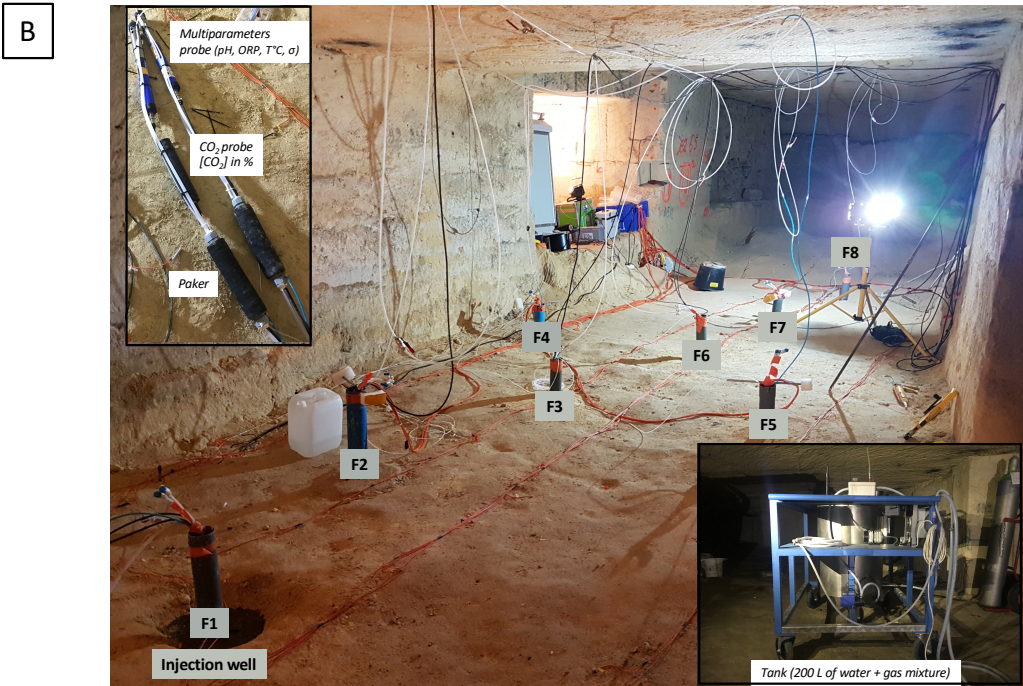 B
Multiparameters
probe (pH, ORP, T°C, σ)
CO₂ probe
[CO₂] in %
Paker
F8
F4
F7
F6
F3
F5
F2
F1
Injection well
Tank (200 L of water + gas mixture)